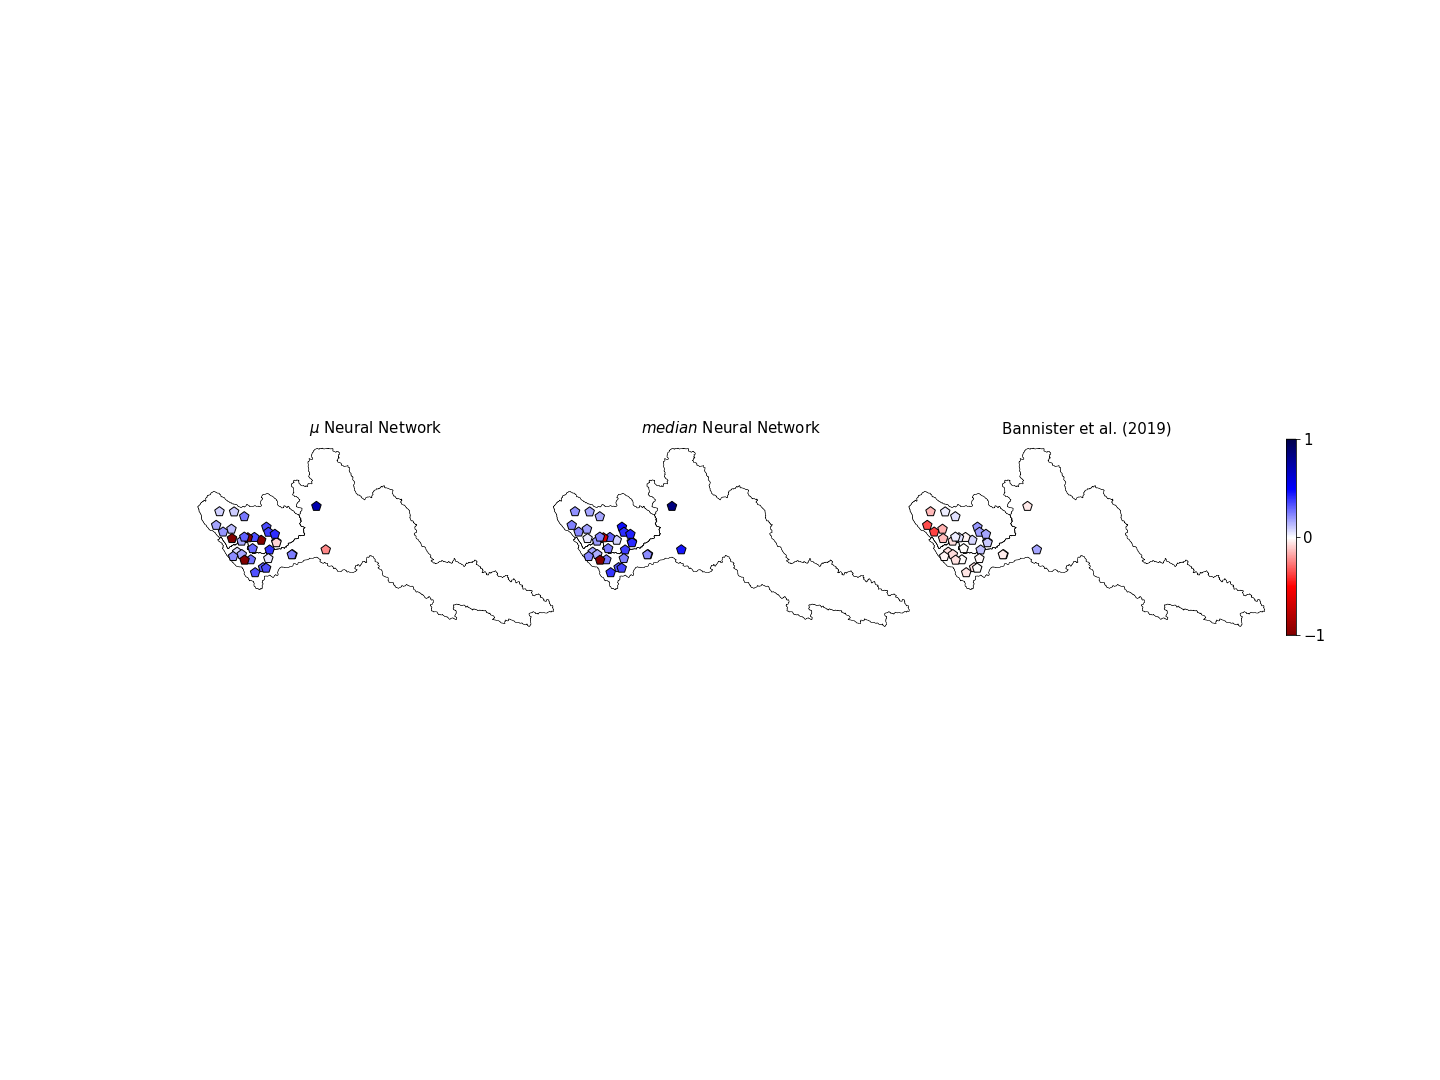 μ Neural Network
median Neural Network
Bannister et al. (2019)
1
0
−1